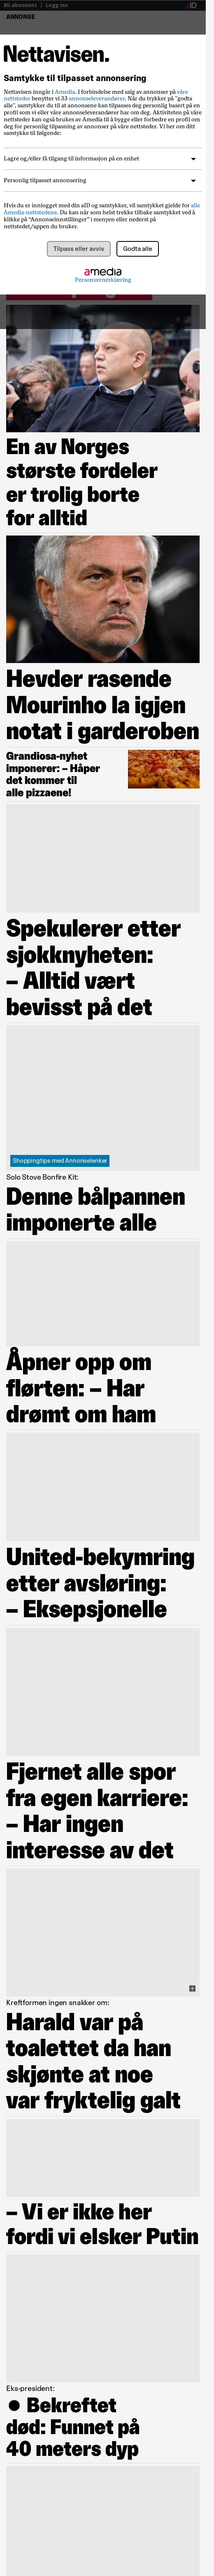 Bli abonnent | Logg inn
aID
ANNONSE
Nettavisen.
Samtykke til tilpasset annonsering
Nettavisen inngår i Amedia. I forbindelse med salg av annonser på våre
nettsteder benytter vi 33 annonseleverandører. Når du trykker på "godta
alle", samtykker du til at annonser kan tilpasses deg personlig basert på en
profil som vi eller våre annonseleverandører har om deg. Aktiviteten på våre
nettsteder kan også brukes av Amedia til å bygge eller berike en profil med
deg for personlig tilpasning av annonser på våre nettsteder. Vi ber om ditt
samtykke til følgende:
Lagre og/eller få tilgang til informasjon på en enhet
Personlig tilpasset annonsering
Hvis du er innlogget med din aID og samtykker, vil samtykket gjelde for alle
Amedia-nettstedene. Du kan når som helst trekke tilbake samtykket ved å
klikke på "Annonseinnstillinger" i menyen eller nederst på
nettstedet/appen du bruker.
Tilpass eller avvis
Godta alle
amedia
Personvernerklæring
En av Norges
største fordeler
er trolig borte
for alltid
Hevder rasende
Mourinho la igjen
notat i garderoben
Grandiosa-nyhet
imponerer: – Håper
det kommer til
alle pizzaene!
Spekulerer etter
sjokknyheten:
– Alltid vært
bevisst på det
Shoppingtips med Annonselenker
Solo Stove Bonfire Kit:
Denne bålpannen
imponerte alle
Åpner opp om
flørten: – Har
drømt om ham
United-bekymring
etter avsløring:
– Eksepsjonelle
Fjernet alle spor
fra egen karriere:
– Har ingen
interesse av det
Kreftformen ingen snakker om:
Harald var på
toalettet da han
skjønte at noe
var fryktelig galt
– Vi er ikke her
fordi vi elsker Putin
Eks-president:
● Bekreftet
død: Funnet på
40 meters dyp